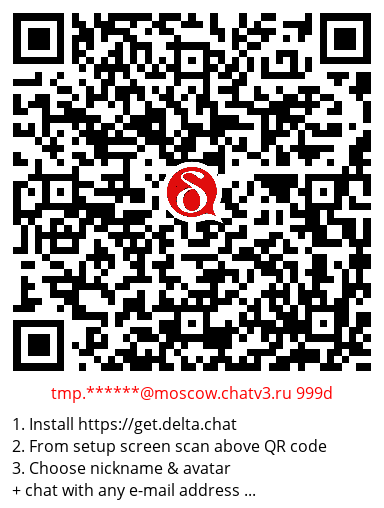 δ
tmp.******@moscow.chatv3.ru 999d
1. Install https://get.delta.chat
2. From setup screen scan above QR code
3. Choose nickname & avatar
+ chat with any e-mail address ...